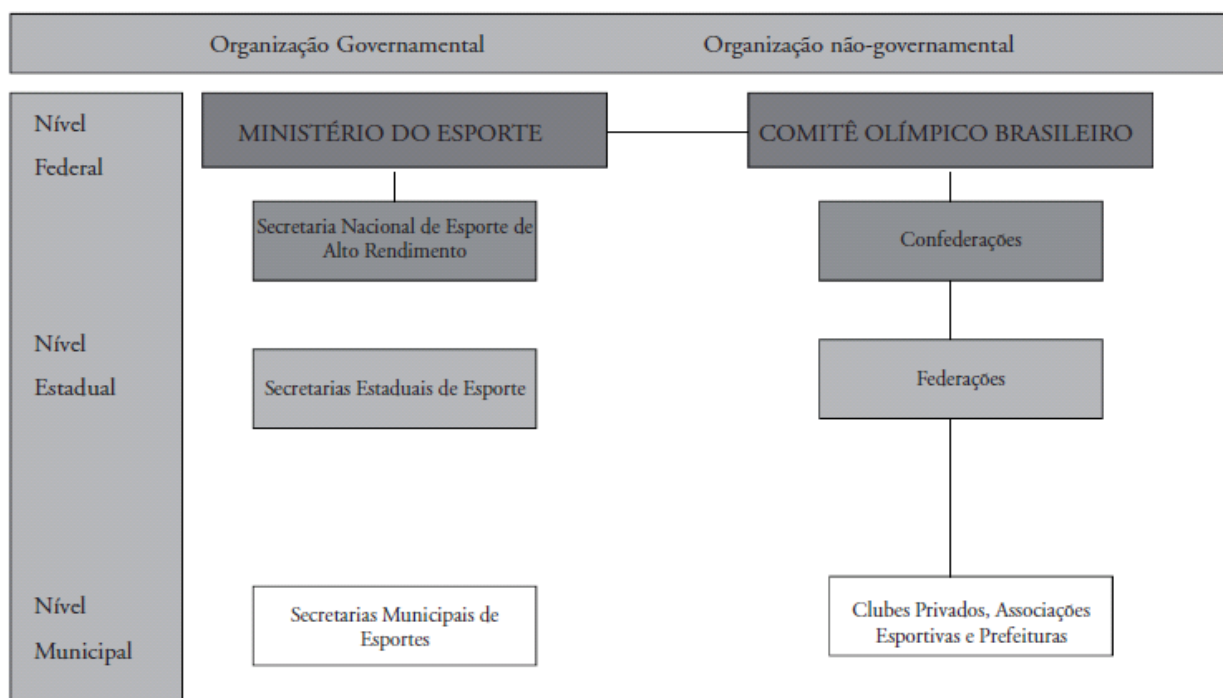 Organização Governamental
Organização não-governamental
Nível
Federal
MINISTÉRIO DO ESPORTE
COMITÊ OLÍMPICO BRASILEIRO
Secretaria Nacional de Esporte de
Alto Rendimento
Confederações
Nível
Estadual
Secretarias Estaduais de Esporte
Federações
Nível
Municipal
Secretarias Municipais de
Esportes
Clubes Privados, Associações
Esportivas e Prefeituras